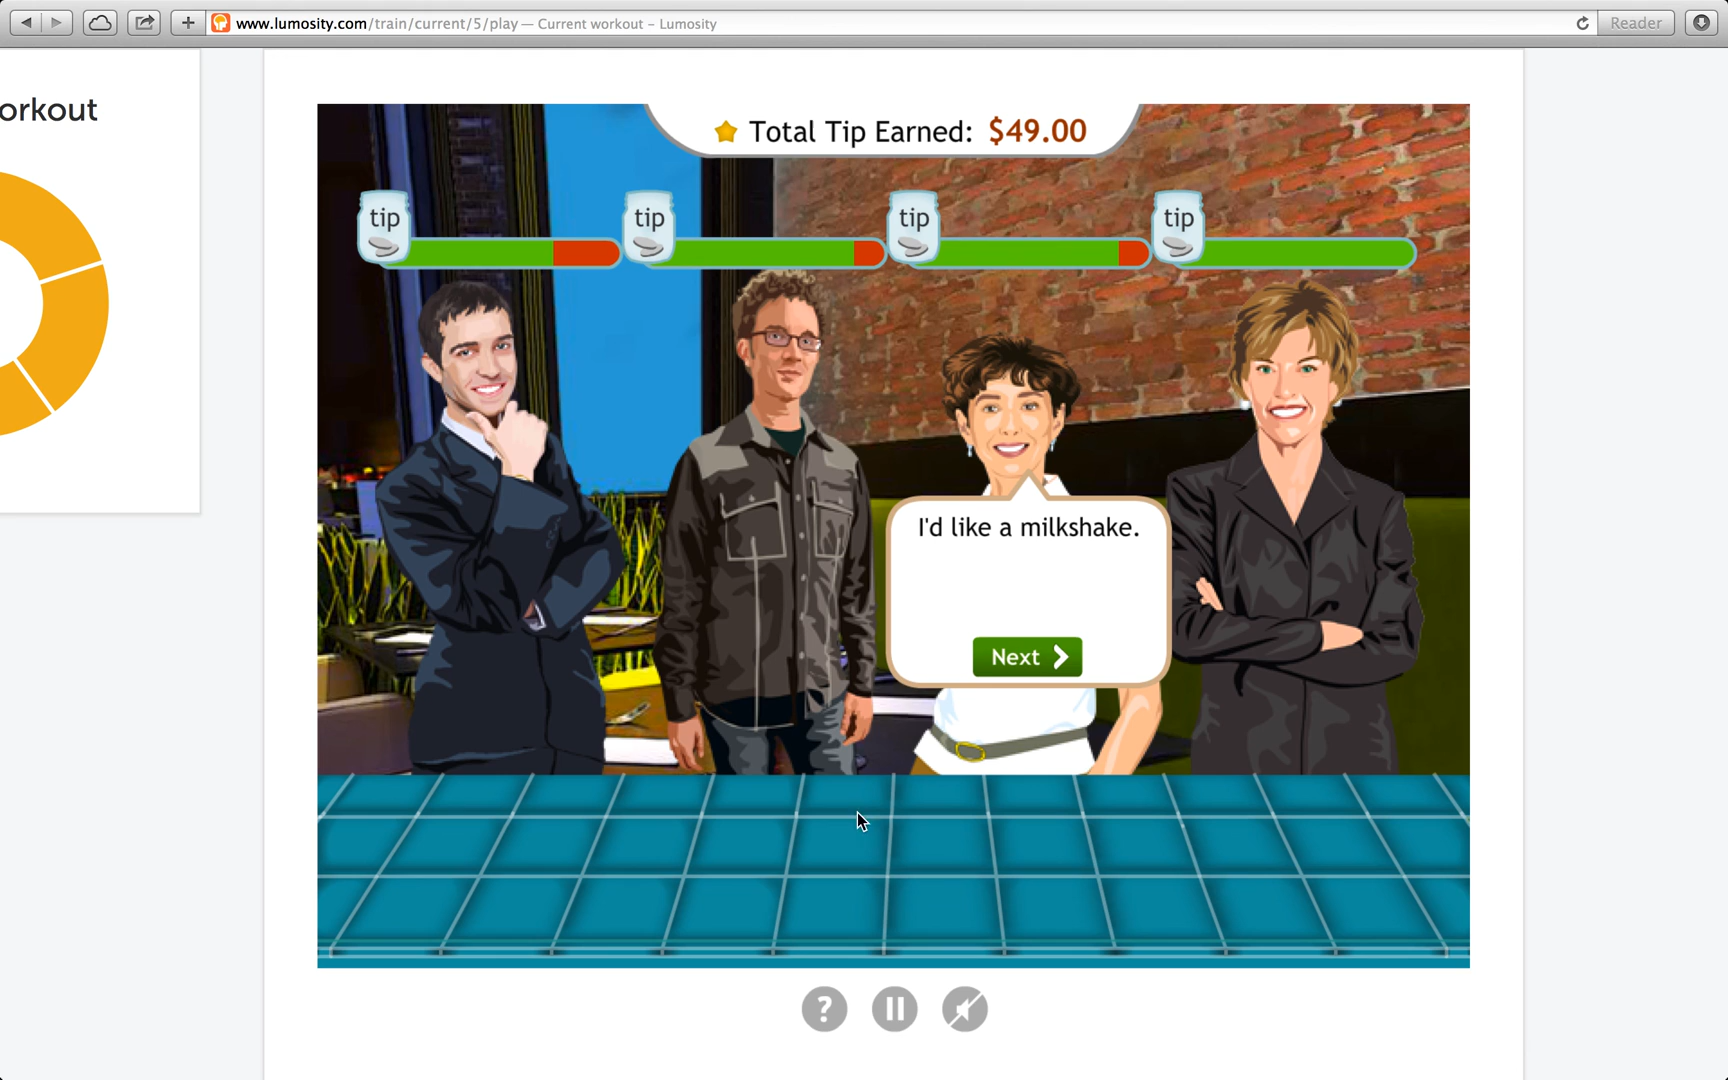 www.lumosity.com/train/current/5/play — Current workout – Lumosity
Reader
orkout
Total Tip Earned: $49.00
tip
tip
tip
tip
I'd like a milkshake.
Next
?